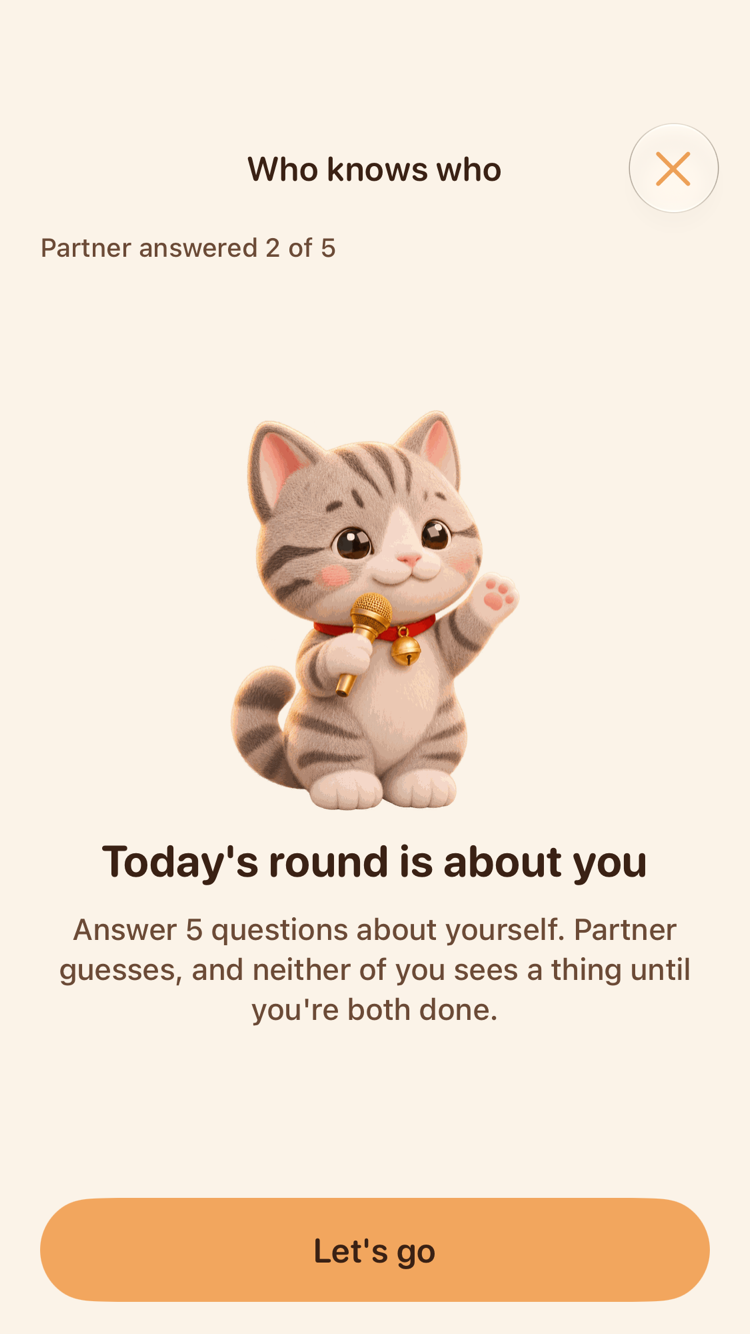 Who knows who
Partner answered 2 of 5
Today's round is about you
Answer 5 questions about yourself. Partner
guesses, and neither of you sees a thing until
you're both done.
Let's go